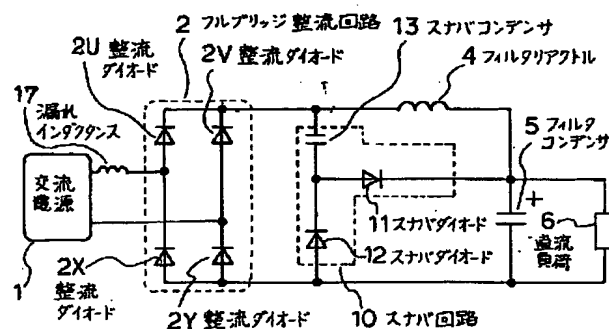 2 フルブリッジ 整流回路
13 スナバコンデンサ
2U 整流
ダイオード
2V 整流ダイオード
4 フィルタリアクトル
17
漏れ
インダクタンス
5 フィルタ
コンデンサ
+
交流
電源
11 スナバダイオード
6
直流
負荷
12 スナバダイオード
1
2X
整流
ダイオード
2Y 整流ダイオード
10 スナバ回路